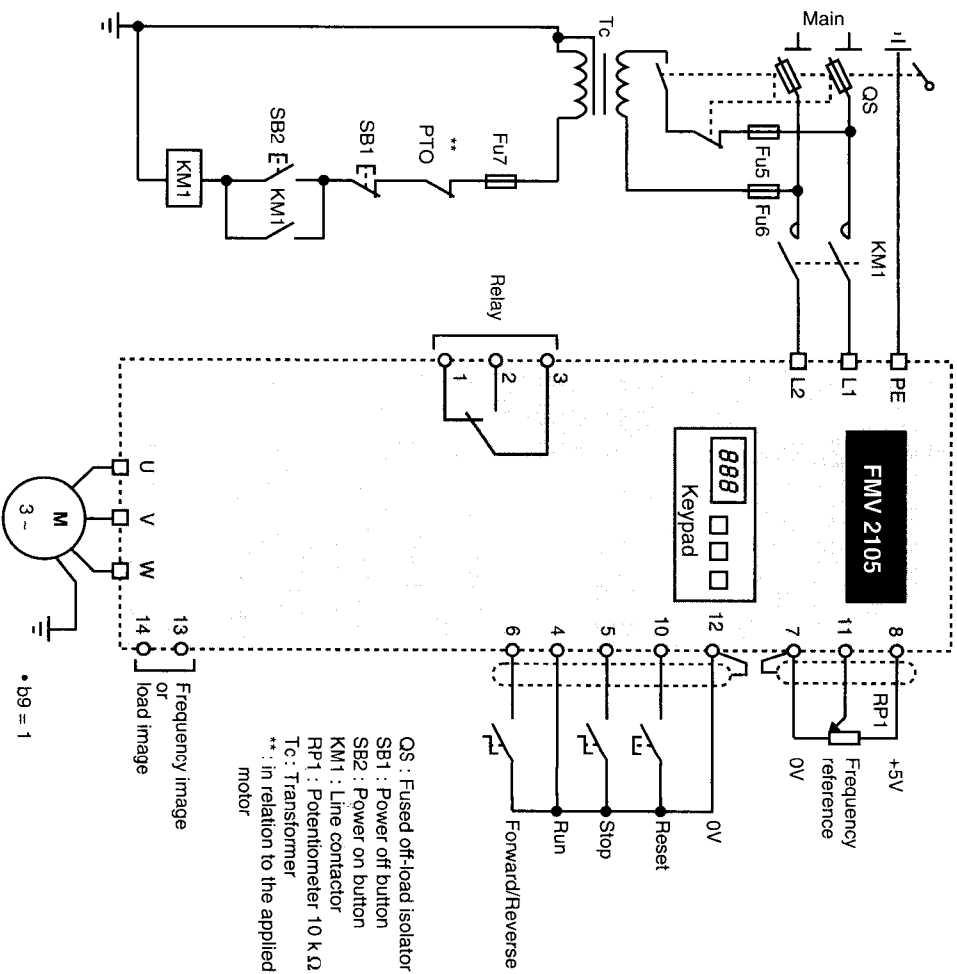 Main
QS
Tc
Fu5
Fu6
Fu7
**
PTO
SB1
SB2
KM1
KM1
KM1
Relay
1
2
3
PE
L1
L2
FMV 2105
888
Keypad
U
V
W
M
3 ~
8
11
7
12
10
5
4
6
13
14
RP1
+5V
Frequency
reference
0V
0V
Reset
Stop
Run
Forward/Reverse
Frequency image
or
load image
• b9 = 1
QS : Fused off-load isolator
SB1 : Power off button
SB2 : Power on button
KM1 : Line contactor
RP1 : Potentiometer 10 k Ω
Tc : Transformer
** : in relation to the applied
motor